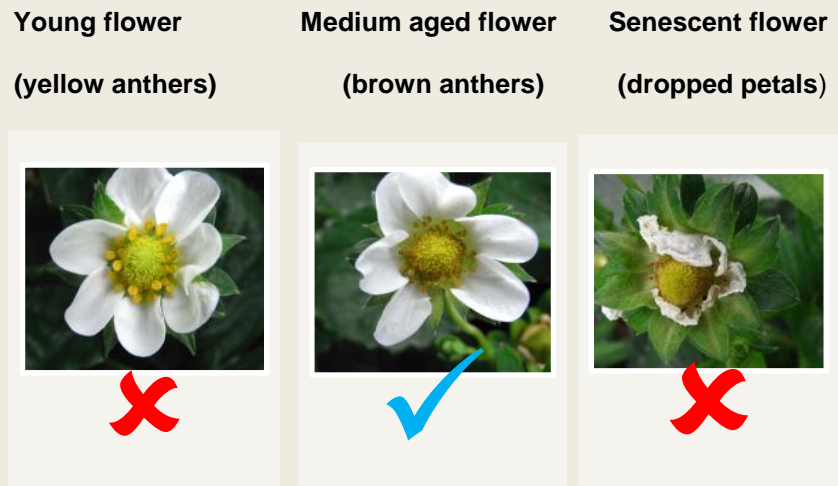 Young flower
(yellow anthers)
Medium aged flower
(brown anthers)
Senescent flower
(dropped petals)